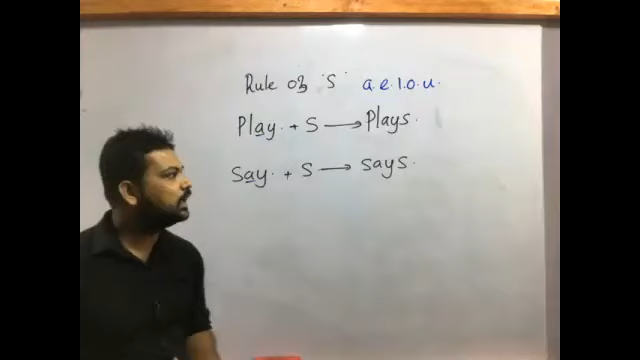 Rule of 'S' a.e.i.o.u.
Play. + S ⟶ Plays.
Say. + S ⟶ Says.